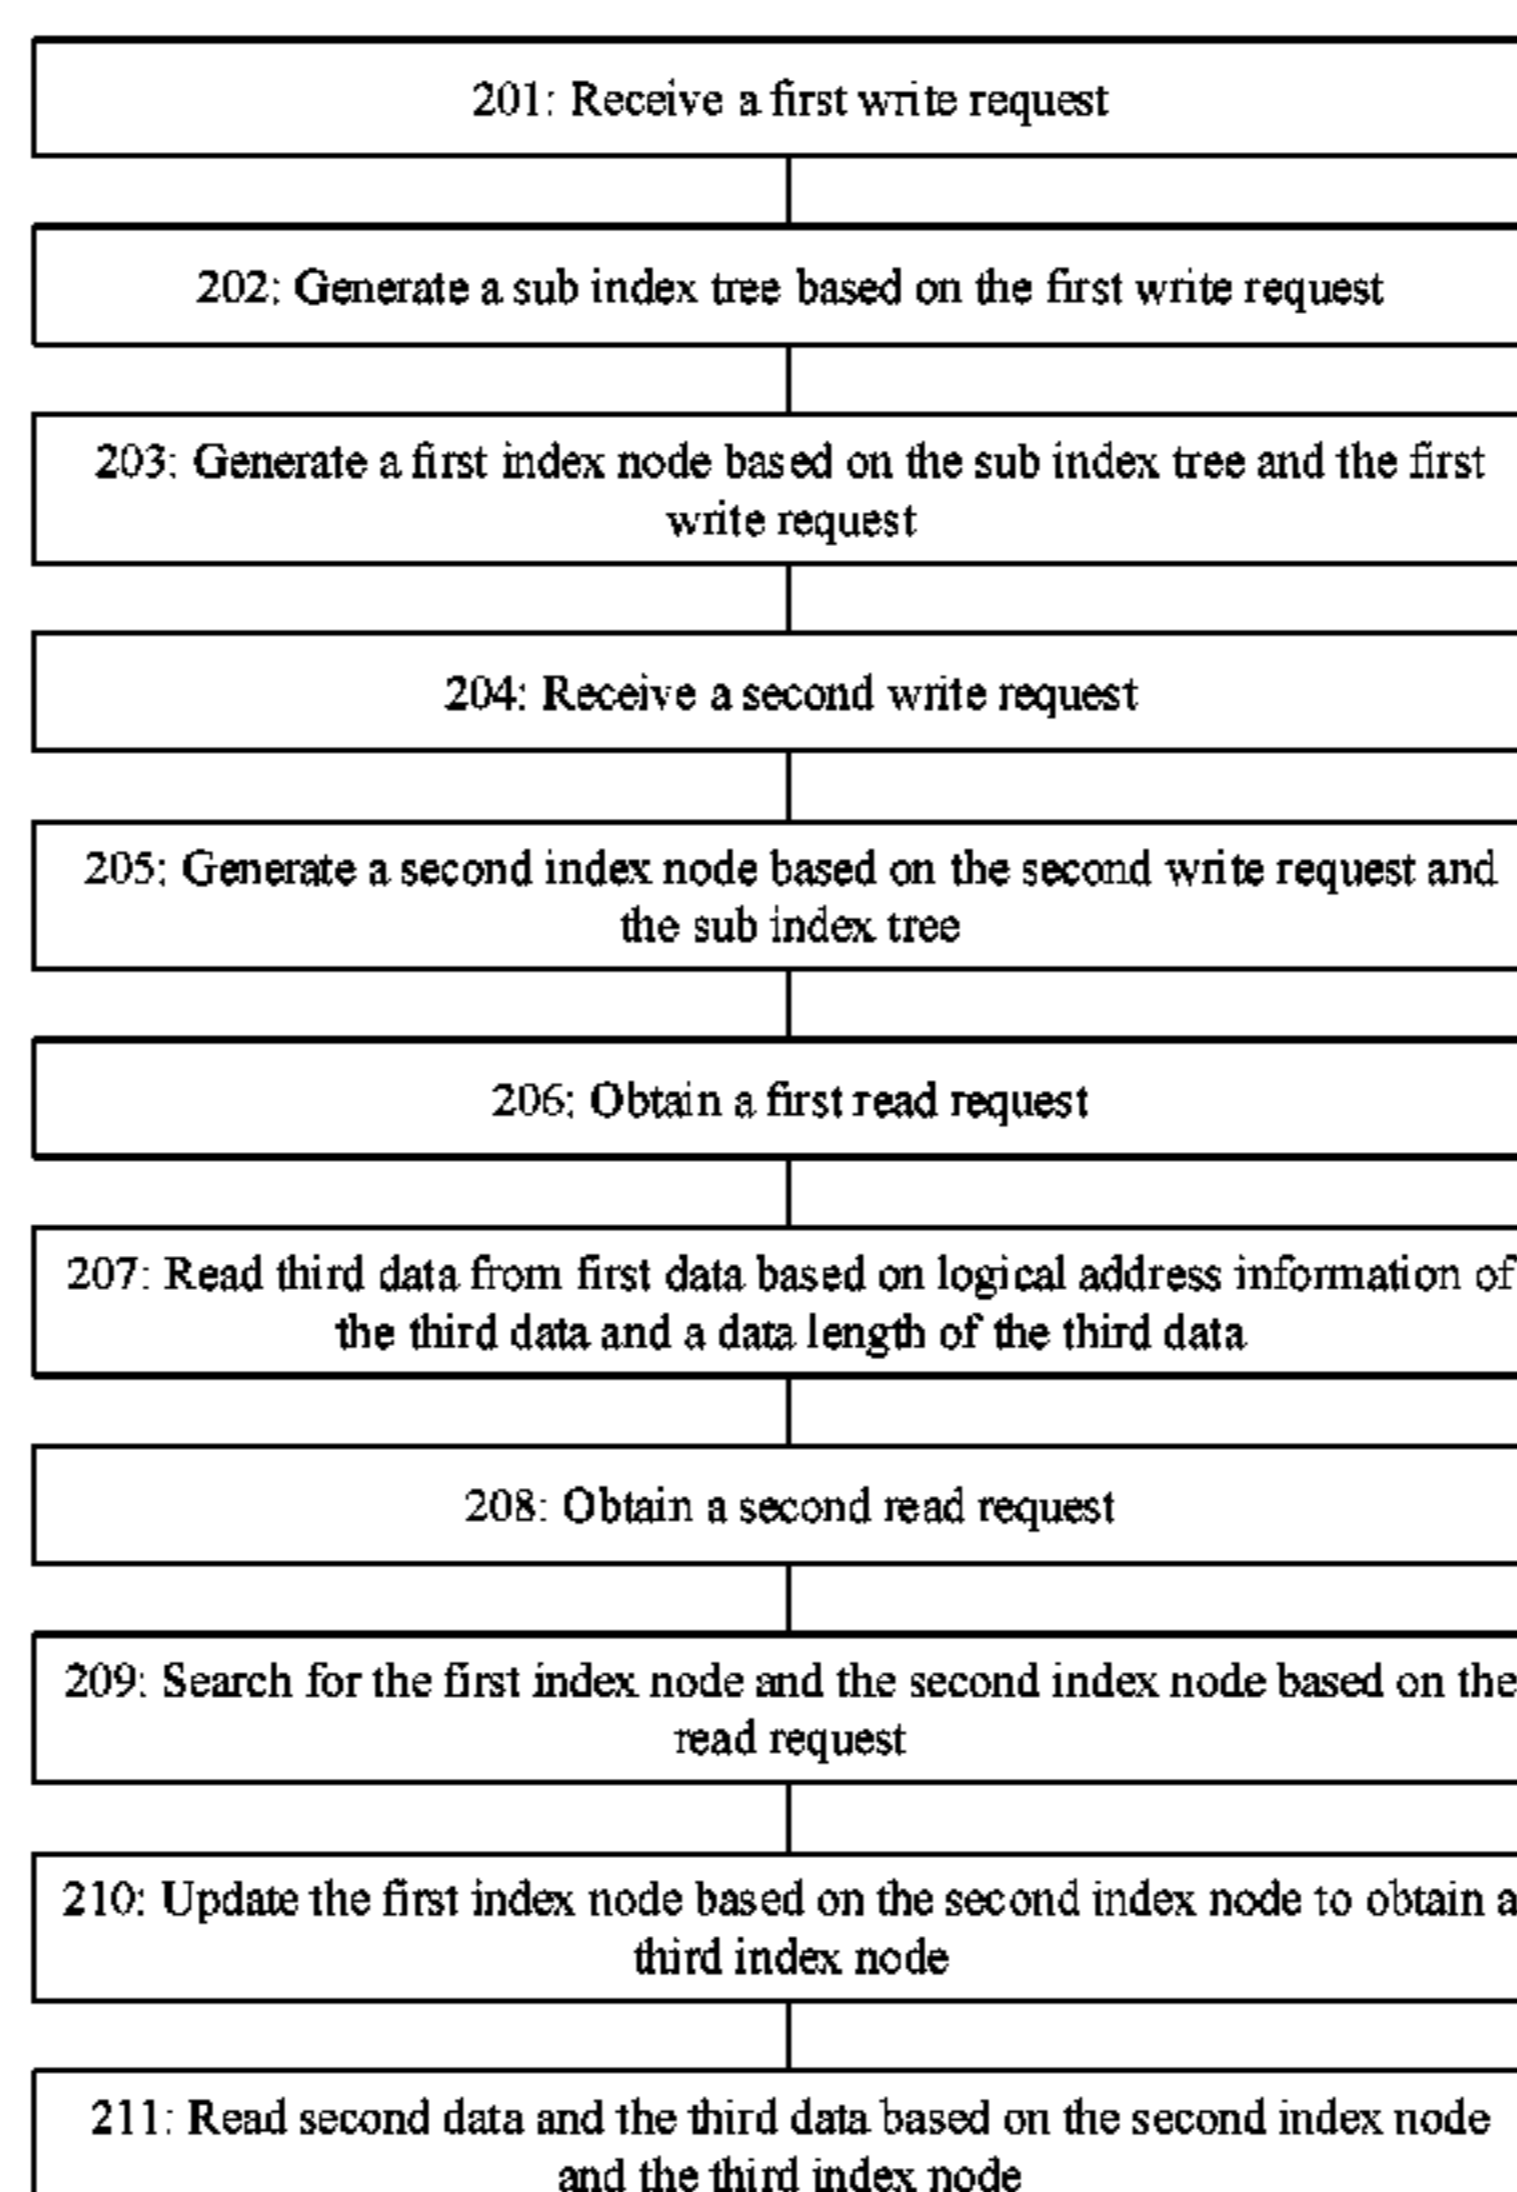 201: Receive a first write request
202: Generate a sub index tree based on the first write request
203: Generate a first index node based on the sub index tree and the first
write request
204: Receive a second write request
205: Generate a second index node based on the second write request and
the sub index tree
206: Obtain a first read request
207: Read third data from first data based on logical address information of
the third data and a data length of the third data
208: Obtain a second read request
209: Search for the first index node and the second index node based on the
read request
210: Update the first index node based on the second index node to obtain a
third index node
211: Read second data and the third data based on the second index node
and the third index node